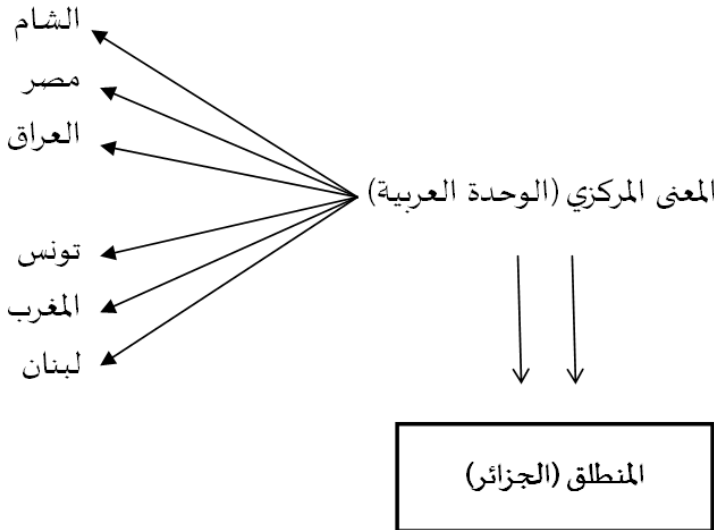 الشام
مصر
العراق
المعنى المركزي (الوحدة العربية)
تونس
المغرب
لبنان
المنطلق (الجزائر)